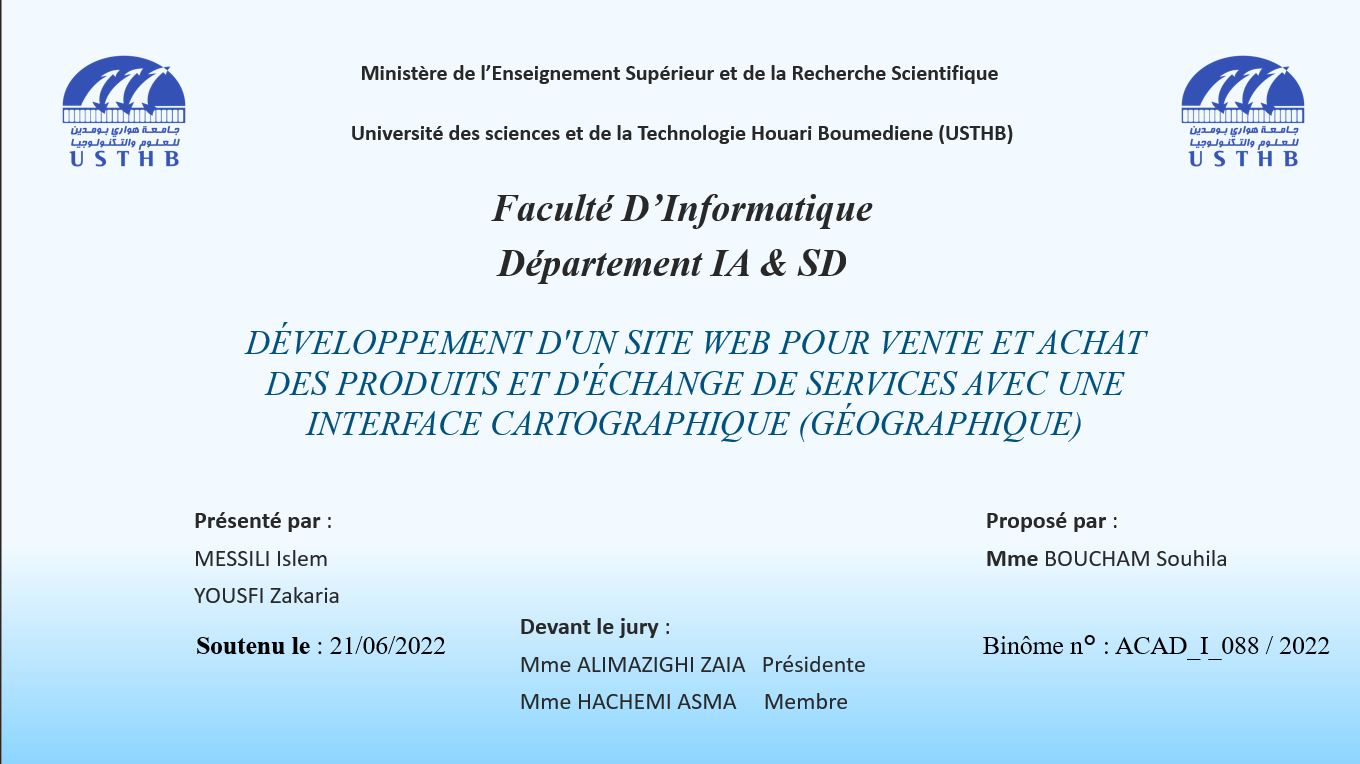 Ministère de l’Enseignement Supérieur et de la Recherche Scientifique
Université des sciences et de la Technologie Houari Boumediene (USTHB)
جامعة هواري بومدين
للعلوم والتكنولوجيا
USTHB
جامعة هواري بومدين
للعلوم والتكنولوجيا
USTHB
Faculté D’Informatique
Département IA & SD
DÉVELOPPEMENT D'UN SITE WEB POUR VENTE ET ACHAT
DES PRODUITS ET D'ÉCHANGE DE SERVICES AVEC UNE
INTERFACE CARTOGRAPHIQUE (GÉOGRAPHIQUE)
Présenté par :
MESSILI Islem
YOUSFI Zakaria
Soutenu le : 21/06/2022
Devant le jury :
Mme ALIMAZIGHI ZAIA Présidente
Mme HACHEMI ASMA Membre
Proposé par :
Mme BOUCHAM Souhila
Binôme n° : ACAD_I_088 / 2022